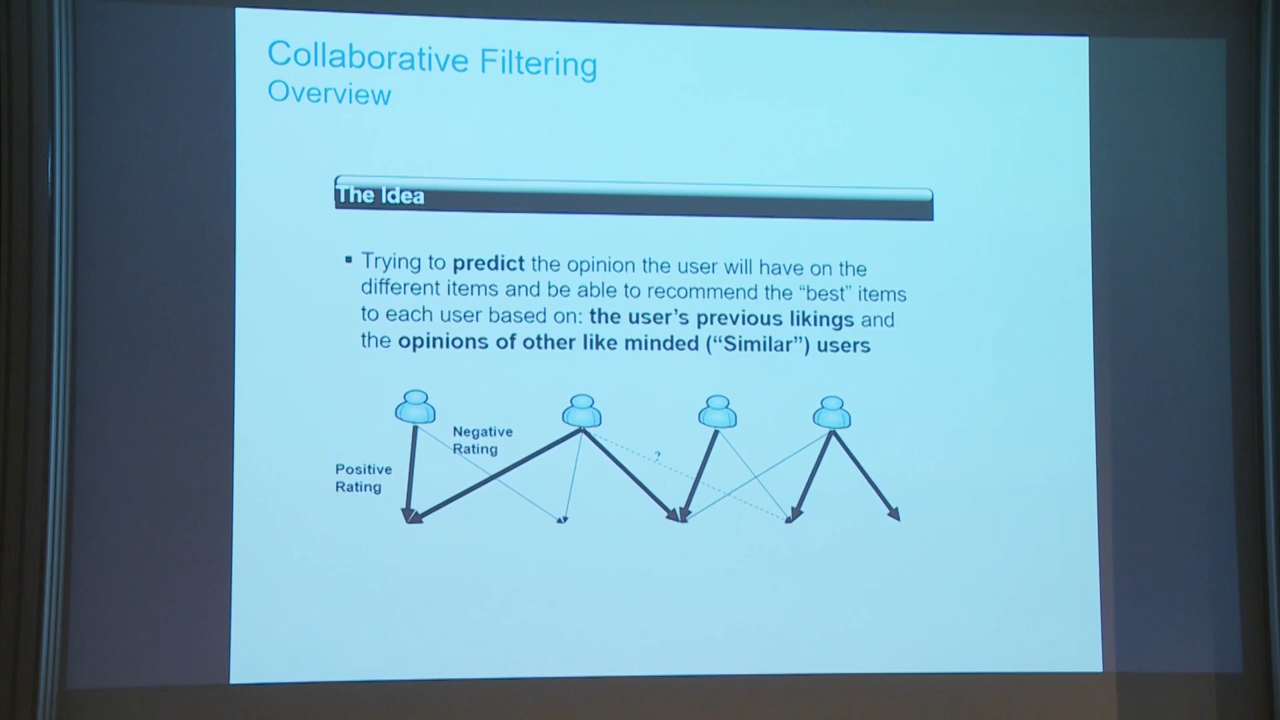 Collaborative Filtering
Overview
The Idea
▪ Trying to predict the opinion the user will have on the
different items and be able to recommend the “best” items
to each user based on: the user’s previous likings and
the opinions of other like minded (“Similar”) users
Negative
Rating
?
Positive
Rating